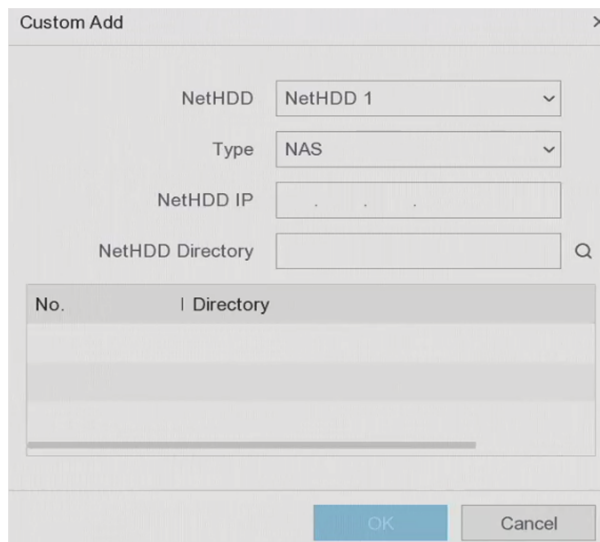 Custom Add
NetHDD NetHDD 1
Type NAS
NetHDD IP . . .
NetHDD Directory
No. Directory
OK Cancel